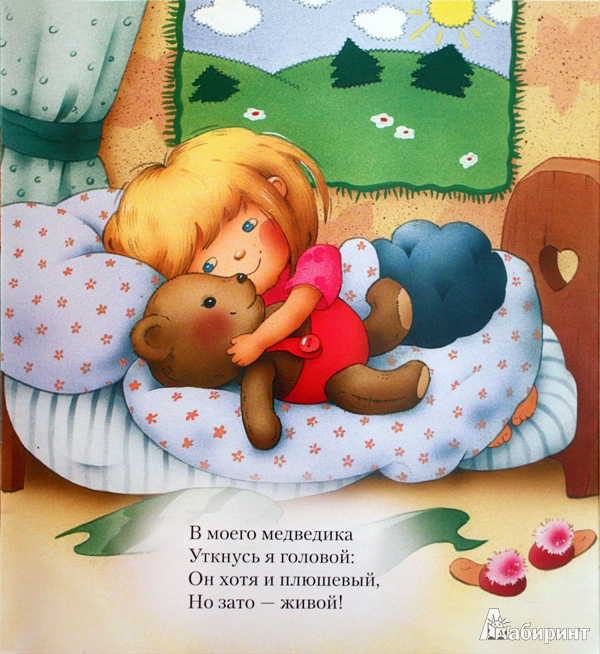 В моего медведика
Уткнусь я головой:
Он хотя и плюшевый,
Но зато — живой!
Лабиринт